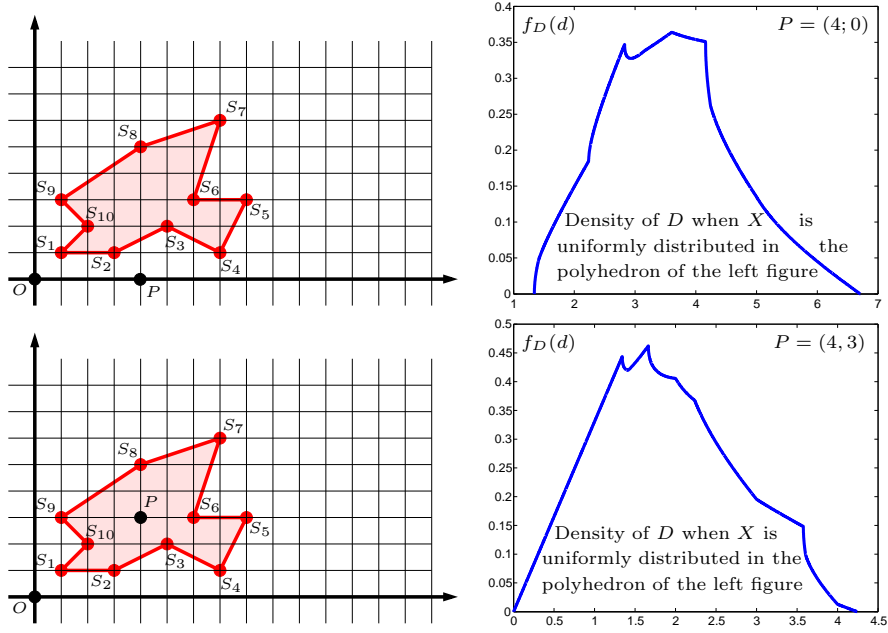 S7
S8
S9
S6
S5
S10
S1
S2
S3
S4
O
P
f_D(d)
P = (4; 0)
0.4
0.35
0.3
0.25
0.2
0.15
0.1
0.05
0
Density of D when X is
uniformly distributed in the
polyhedron of the left figure
1 2 3 4 5 6 7
S7
S8
P
S9
S6
S5
S10
S1
S2
S3
S4
O
f_D(d)
P = (4, 3)
0.5
0.45
0.4
0.35
0.3
0.25
0.2
0.15
0.1
0.05
0
Density of D when X is
uniformly distributed in the
polyhedron of the left figure
0 0.5 1 1.5 2 2.5 3 3.5 4 4.5